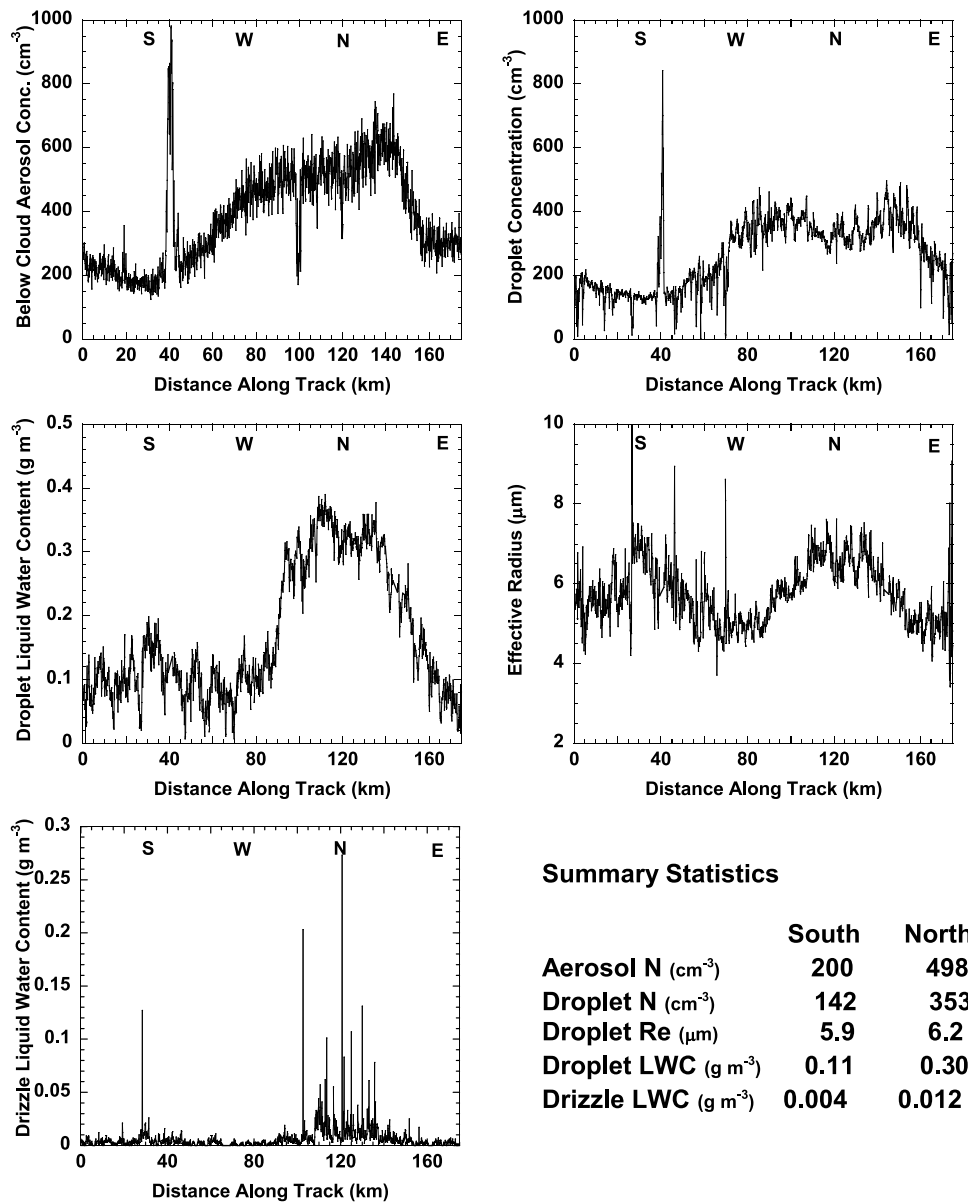 1000
800
600
400
200
0
Below Cloud Aerosol Conc. (cm⁻³)
S W N E
0 20 40 60 80 100 120 140 160
Distance Along Track (km)
1000
800
600
400
200
0
Droplet Concentration (cm⁻³)
S W N E
0 40 80 120 160
Distance Along Track (km)
0.5
0.4
0.3
0.2
0.1
0
Droplet Liquid Water Content (g m⁻³)
S W N E
0 40 80 120 160
Distance Along Track (km)
10
8
6
4
2
Effective Radius (μm)
S W N E
0 40 80 120 160
Distance Along Track (km)
0.3
0.25
0.2
0.15
0.1
0.05
0
Drizzle Liquid Water Content (g m⁻³)
S W N E
0 40 80 120 160
Distance Along Track (km)
Summary Statistics
South North
Aerosol N (cm⁻³) 200 498
Droplet N (cm⁻³) 142 353
Droplet Re (μm) 5.9 6.2
Droplet LWC (g m⁻³) 0.11 0.30
Drizzle LWC (g m⁻³) 0.004 0.012